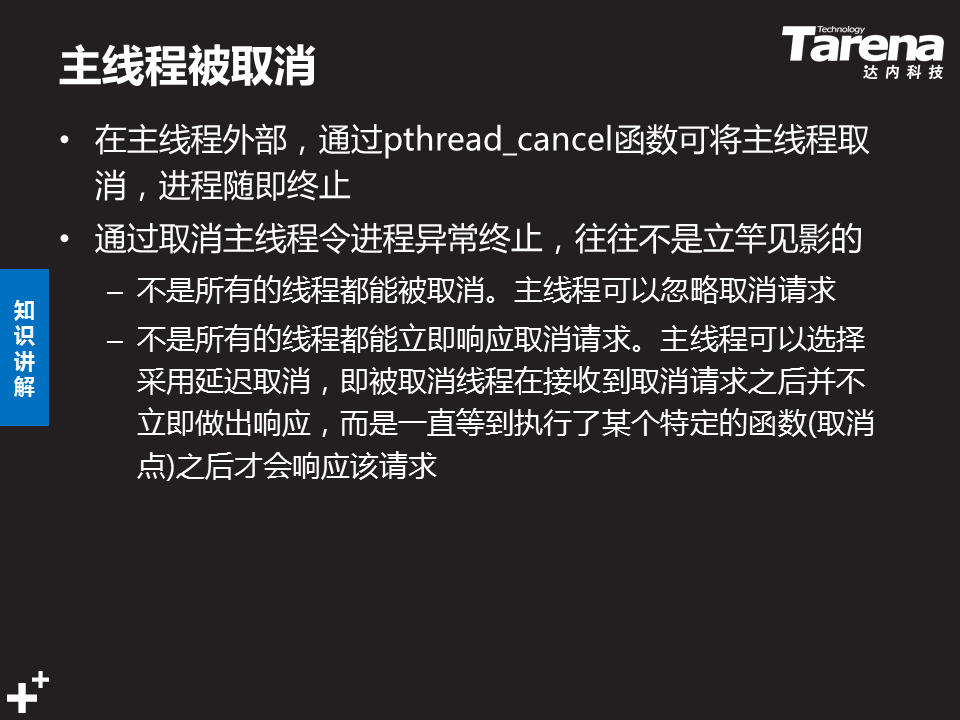 主线程被取消
Technology
Tarena
达内科技
• 在主线程外部，通过pthread_cancel函数可将主线程取
消，进程随即终止
• 通过取消主线程令进程异常终止，往往不是立竿见影的
– 不是所有的线程都能被取消。主线程可以忽略取消请求
– 不是所有的线程都能立即响应取消请求。主线程可以选择
采用延迟取消，即被取消线程在接收到取消请求之后并不
立即做出响应，而是一直等到执行了某个特定的函数(取消
点)之后才会响应该请求
知
识
讲
解